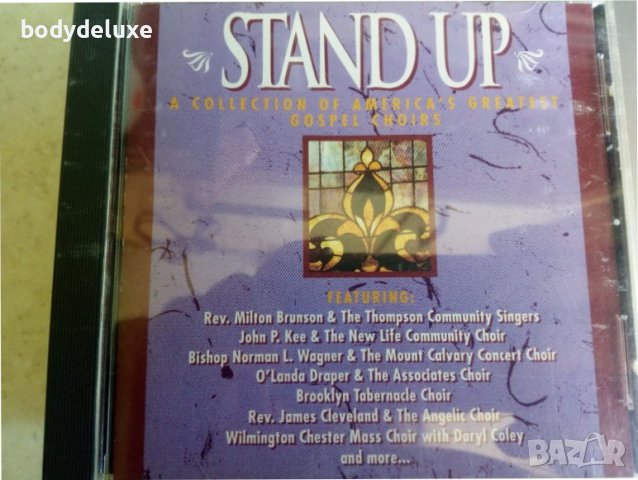 bodydeluxe
STAND UP
A COLLECTION OF AMERICA'S GREATEST
GOSPEL CHOIRS
FEATURING:
Rev. Milton Brunson & The Thompson Community Singers
John P. Kee & The New Life Community Choir
Bishop Norman L. Wagner & The Mount Calvary Concert Choir
O'Landa Draper & The Associates Choir
Brooklyn Tabernacle Choir
Rev. James Cleveland & The Angelic Choir
Wilmington Chester Mass Choir with Daryl Coley
and more...
BAZAR